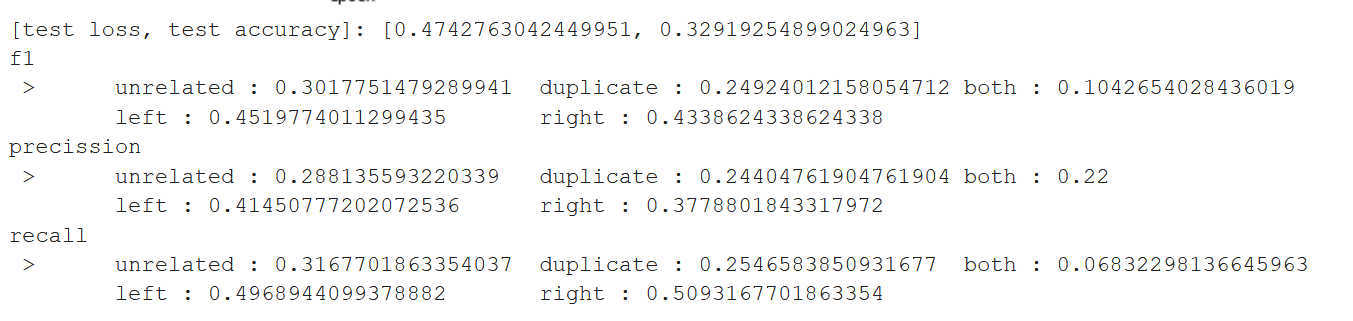 [test loss, test accuracy]: [0.4742763042449951, 0.32919254899024963]
f1
> unrelated : 0.3017751479289941 duplicate : 0.24924012158054712 both : 0.1042654028436019
left : 0.4519774011299435 right : 0.4338624338624338
precission
> unrelated : 0.288135593220339 duplicate : 0.24404761904761904 both : 0.22
left : 0.41450777202072536 right : 0.3778801843317972
recall
> unrelated : 0.3167701863354037 duplicate : 0.2546583850931677 both : 0.06832298136645963
left : 0.4968944099378882 right : 0.5093167701863354